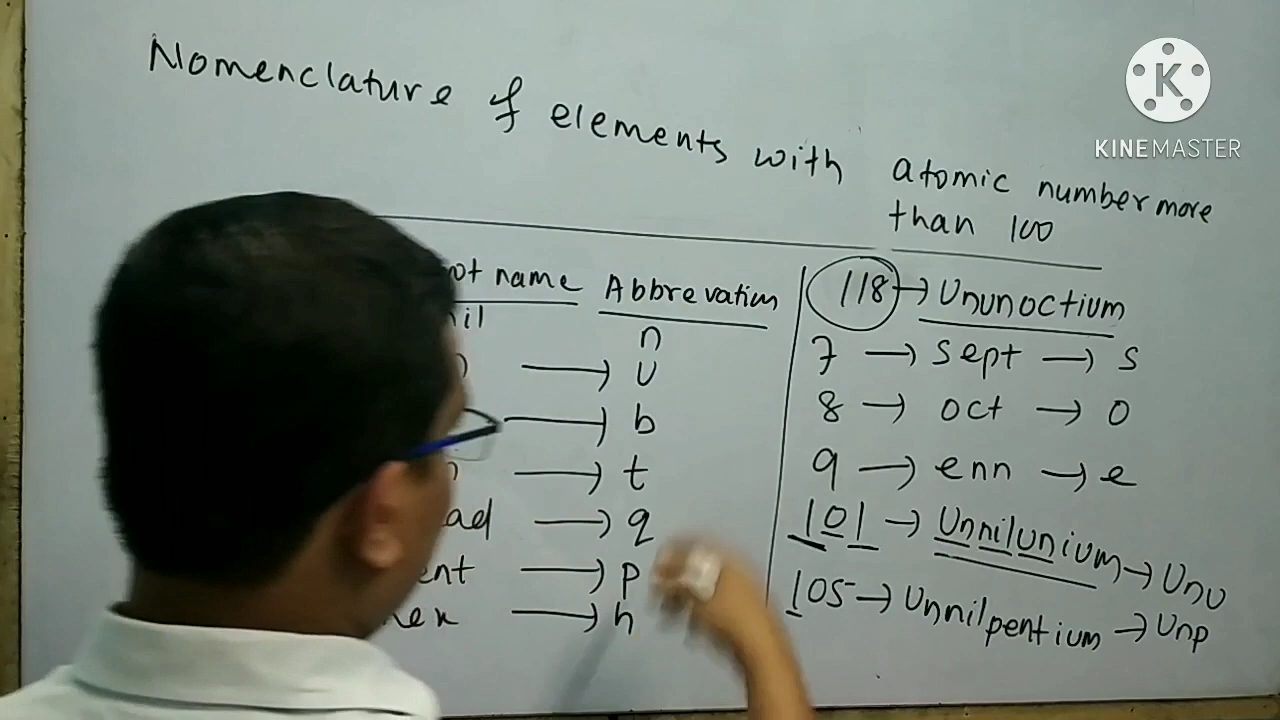 Nomenclature of elements with atomic number more
than 100
name Abbrevation
n
→ u
→ b
→ t
→ q
→ p
→ h
118 → Ununoctium
7 → sept → s
8 → oct → o
9 → enn → e
101 → Unnilunium → Unu
105 → Unnilpentium → Unp
KINEMASTER